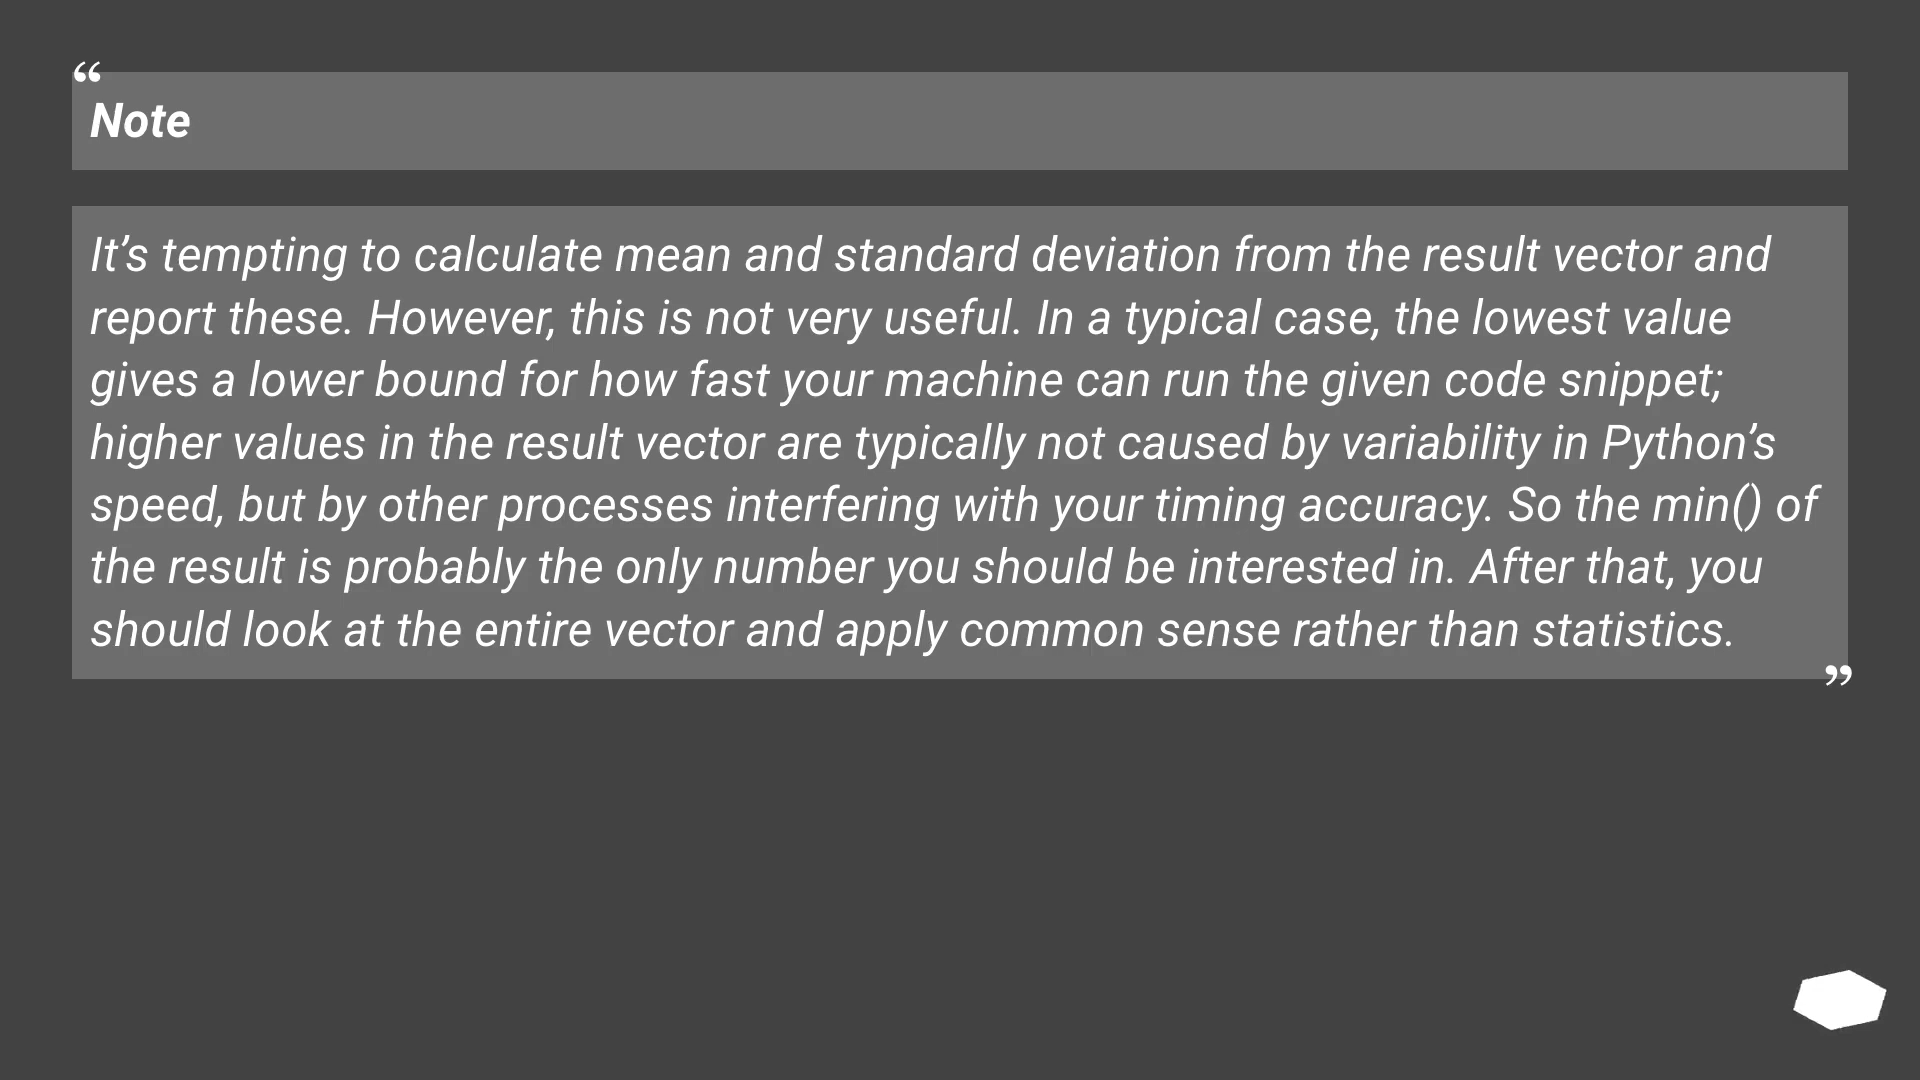 “
Note
It’s tempting to calculate mean and standard deviation from the result vector and
report these. However, this is not very useful. In a typical case, the lowest value
gives a lower bound for how fast your machine can run the given code snippet;
higher values in the result vector are typically not caused by variability in Python’s
speed, but by other processes interfering with your timing accuracy. So the min() of
the result is probably the only number you should be interested in. After that, you
should look at the entire vector and apply common sense rather than statistics.
”